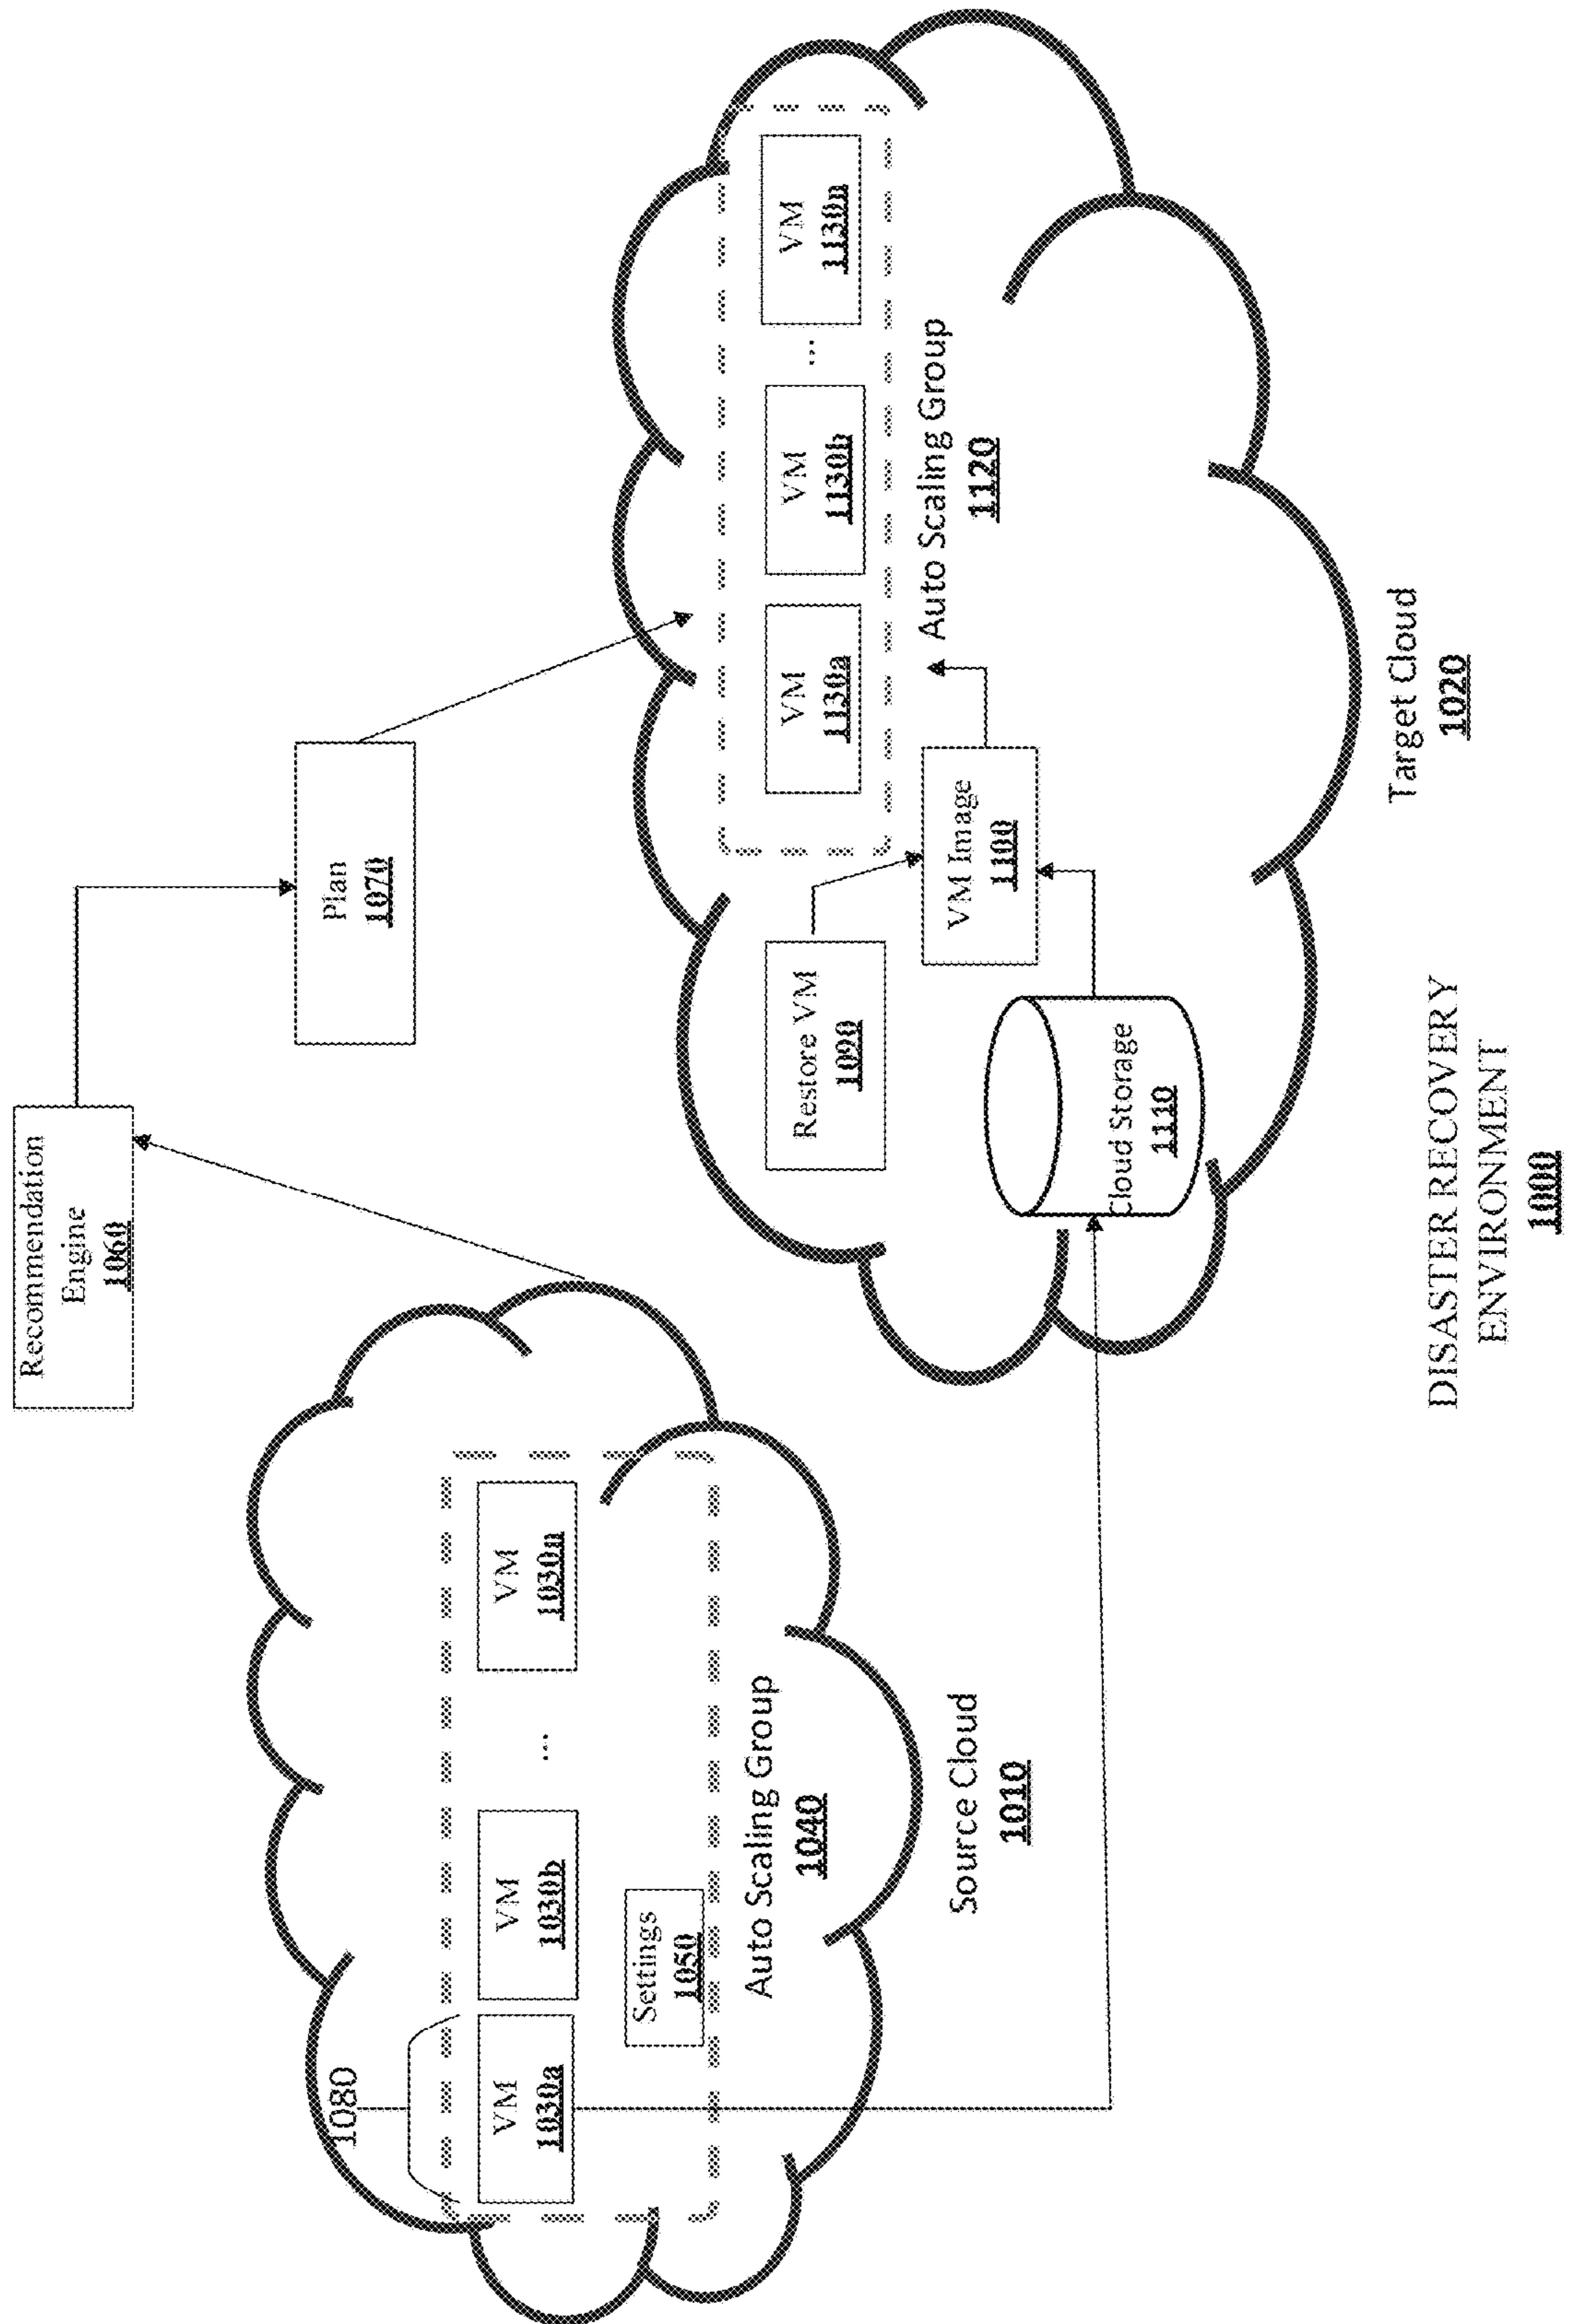 Recommendation
Engine
1060
Plan
1070
1080
VM
1030a
VM
1030b
...
VM
1030n
Settings
1050
Auto Scaling Group
1040
Source Cloud
1010
Restore VM
1090
VM
1130a
VM
1130b
...
VM
1130n
VM Image
1100
Auto Scaling Group
1120
Cloud Storage
1110
Target Cloud
1020
DISASTER RECOVERY
ENVIRONMENT
1000